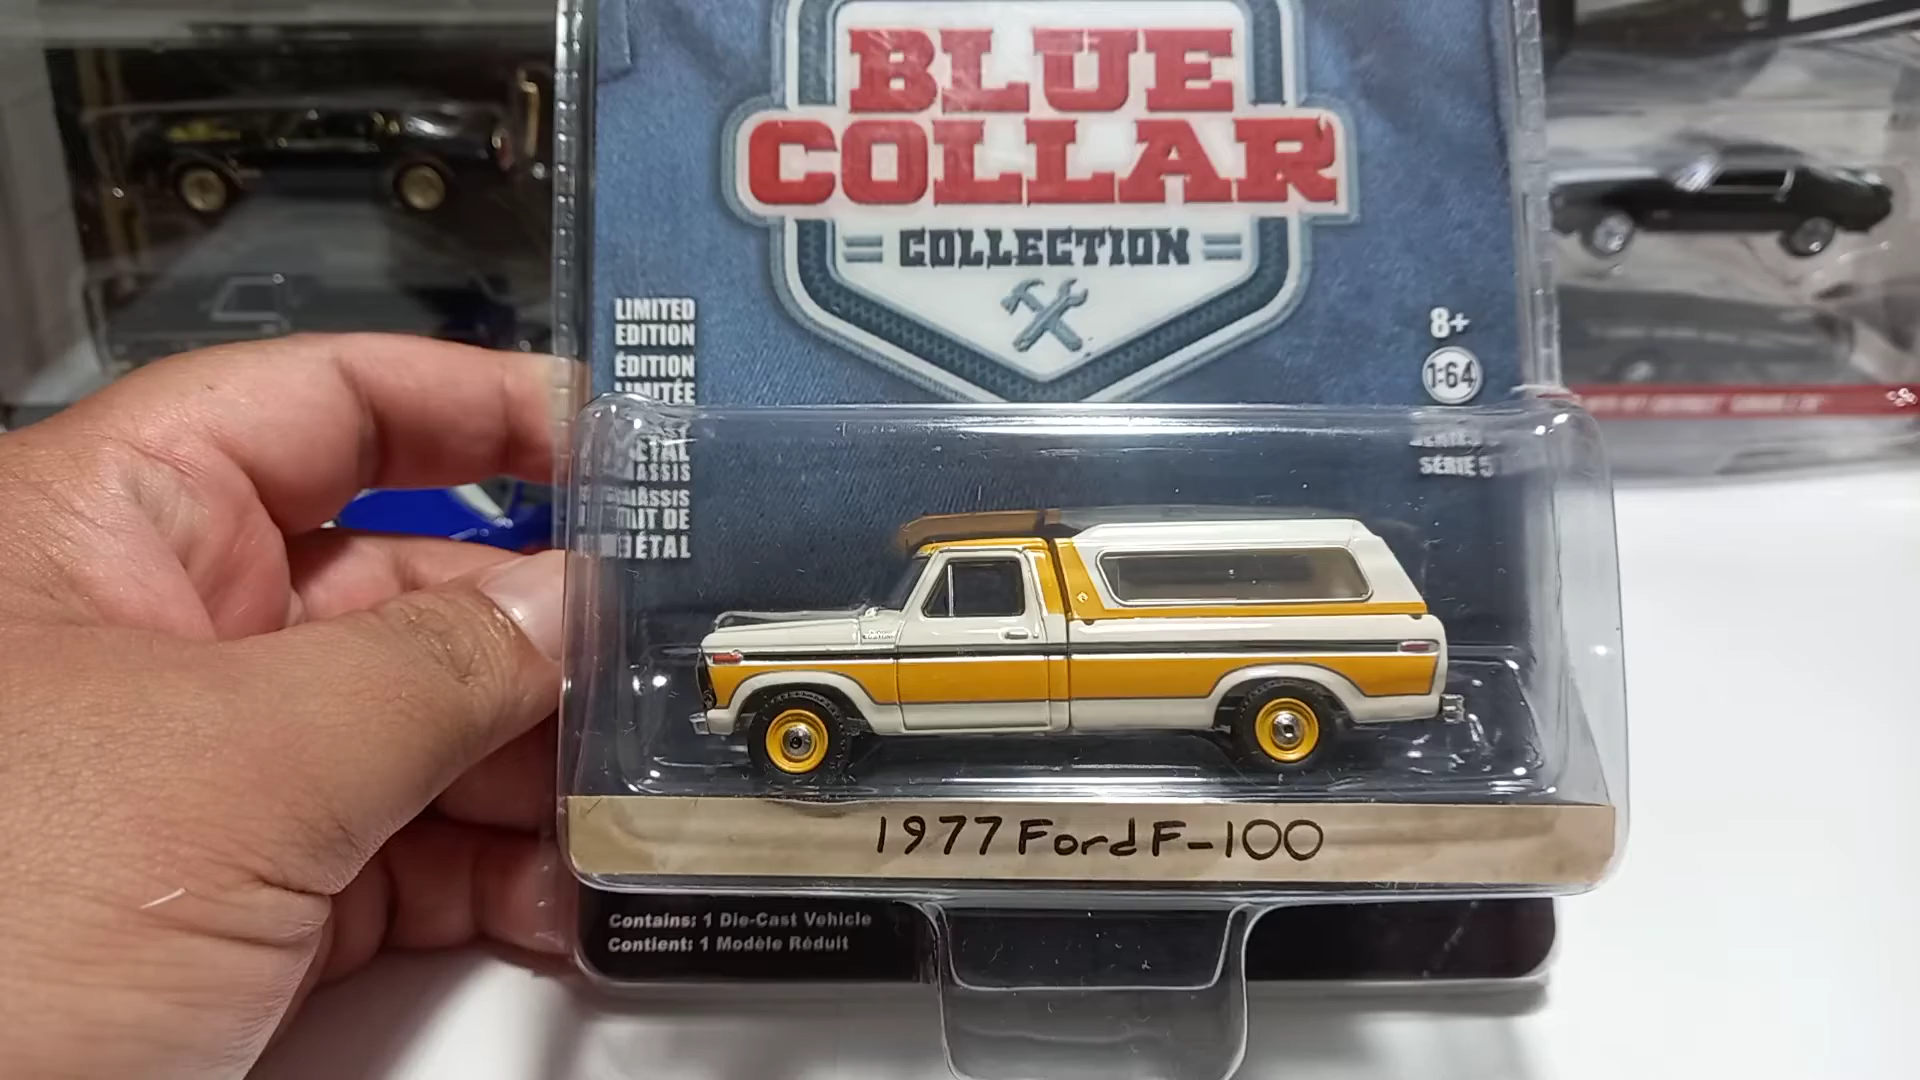 BLUE
COLLAR
COLLECTION
LIMITED
EDITION
ÉDITION
LIMITÉE
8+
1:64
SÉRIE 5
1977 Ford F-100
Contains: 1 Die-Cast Vehicle
Contient: 1 Modèle Réduit